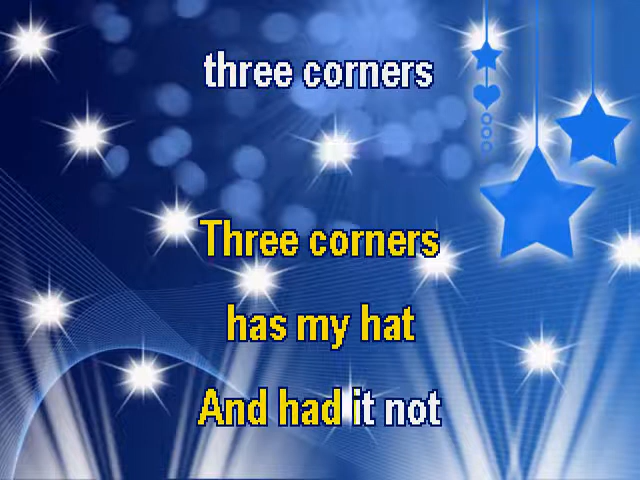 three corners
Three corners
has my hat
And had it not